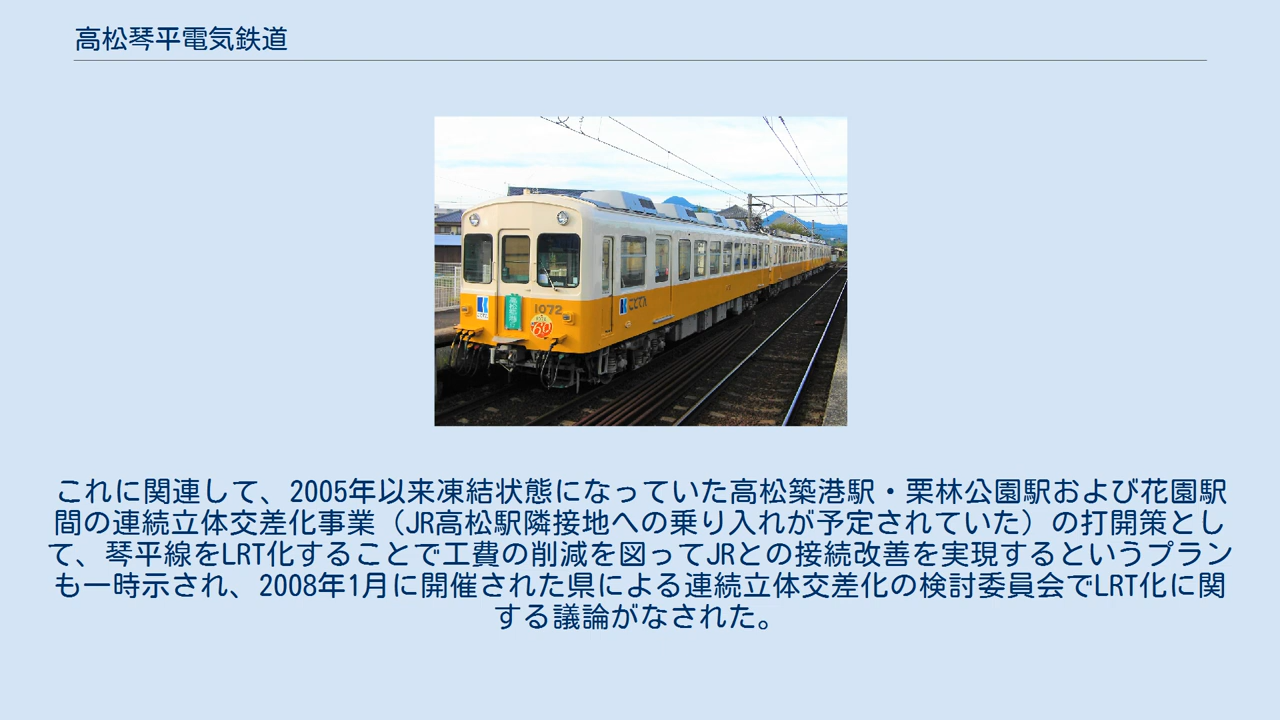 高松琴平電気鉄道
ことでん
1072
60
これに関連して、2005年以来凍結状態になっていた高松築港駅・栗林公園駅および花園駅
間の連続立体交差化事業（JR高松駅隣接地への乗り入れが予定されていた）の打開策とし
て、琴平線をLRT化することで工費の削減を図ってJRとの接続改善を実現するというプラン
も一時示され、2008年1月に開催された県による連続立体交差化の検討委員会でLRT化に関
する議論がなされた。